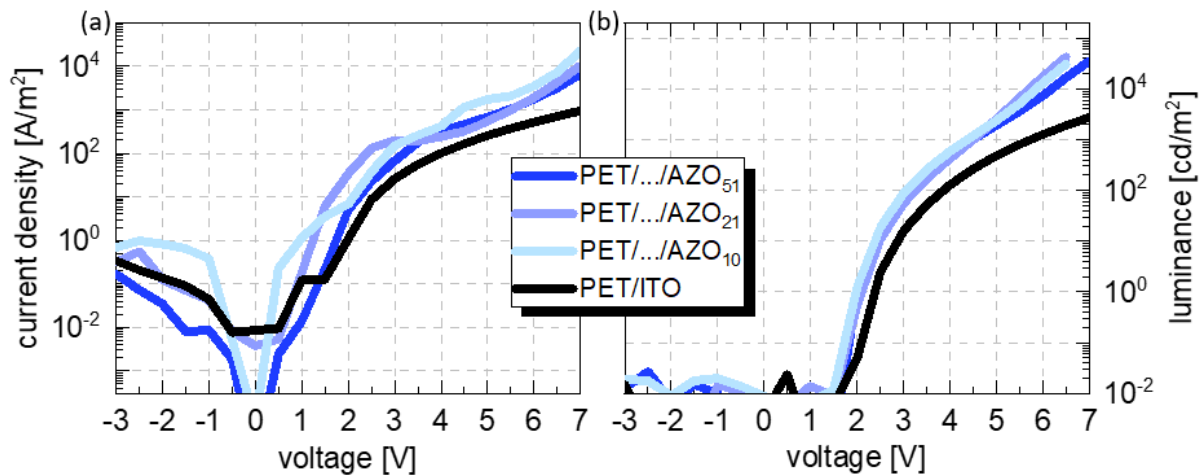 (a)
(b)
current density [A/m²]
10⁴
10²
10⁰
10⁻²
-3 -2 -1 0 1 2 3 4 5 6 7
voltage [V]
PET/.../AZO₅₁
PET/.../AZO₂₁
PET/.../AZO₁₀
PET/ITO
-3 -2 -1 0 1 2 3 4 5 6 7
voltage [V]
10⁴
10²
10⁰
10⁻²
luminance [cd/m²]